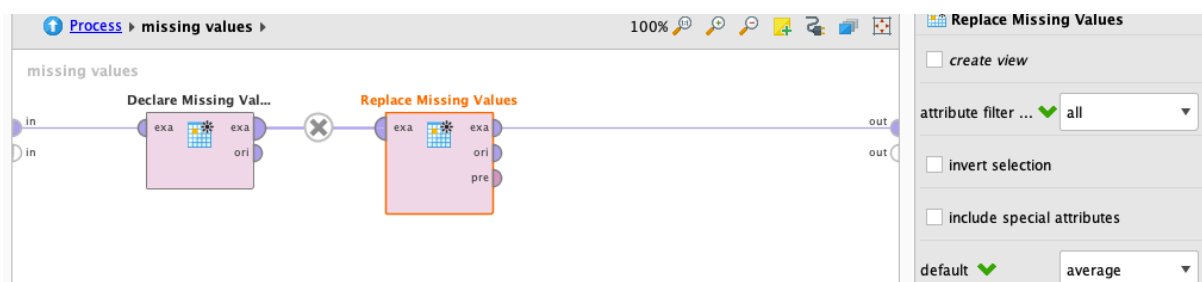 Process ▸ missing values ▸
100%
missing values
Declare Missing Val...
Replace Missing Values
in
exa
exa
exa
exa
out
in
ori
ori
out
pre
Replace Missing Values
create view
attribute filter ...
all
invert selection
include special attributes
default
average